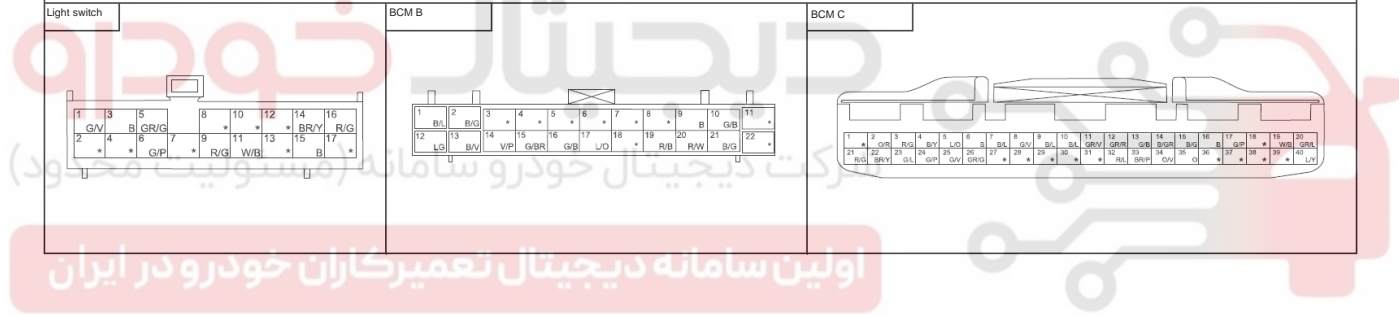 Light switch
BCM B
BCM C
دیجیتال خودرو
شرکت دیجیتال خودرو سامانه (مسئولیت محدود)
اولین سامانه دیجیتال تعمیرکاران خودرو در ایران
1 3 5 8 10 12 14 16
G/V B GR/G * * * BR/Y R/G
2 4 6 7 9 11 13 15 17
* * G/P * R/G W/B * B *
1 2 3 4 5 6 7 8 9 10 11
B/L B/G * * * * * * B G/B *
12 13 14 15 16 17 18 19 20 21 22
LG B/V V/P G/BR G/B L/O * R/B R/W B/G *
1 2 3 4 5 6 7 8 9 10 11 12 13 14 15 16 17 18 19 20
* O/R R/G B/Y L/O B B/L G/V B/L B/L GR/V GR/R G/B B/GR B/G B G/P * W/B GR/L
21 22 23 24 25 26 27 28 29 30 31 32 33 34 35 36 37 38 39 40
R/G BR/Y G/L G/P G/V GR/G * * * * * R/L BR/P O/V O * * * * L/Y